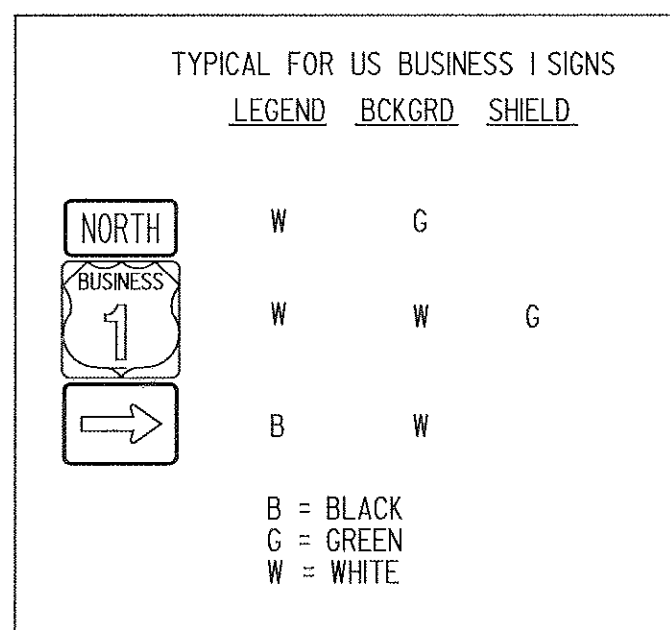 TYPICAL FOR US BUSINESS 1 SIGNS
LEGEND BCKGRD SHIELD
NORTH W G
BUSINESS
1 W W G
B W
B = BLACK
G = GREEN
W = WHITE